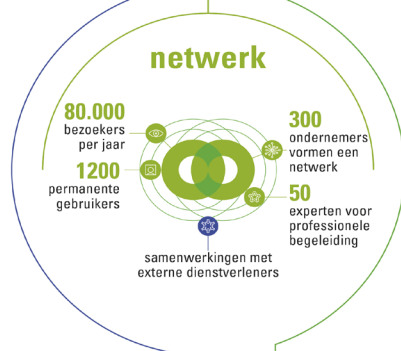 netwerk
80.000
bezoekers
per jaar
1200
permanente
gebruikers
300
ondernemers
vormen een
netwerk
50
experten voor
professionele
begeleiding
samenwerkingen met
externe dienstverleners